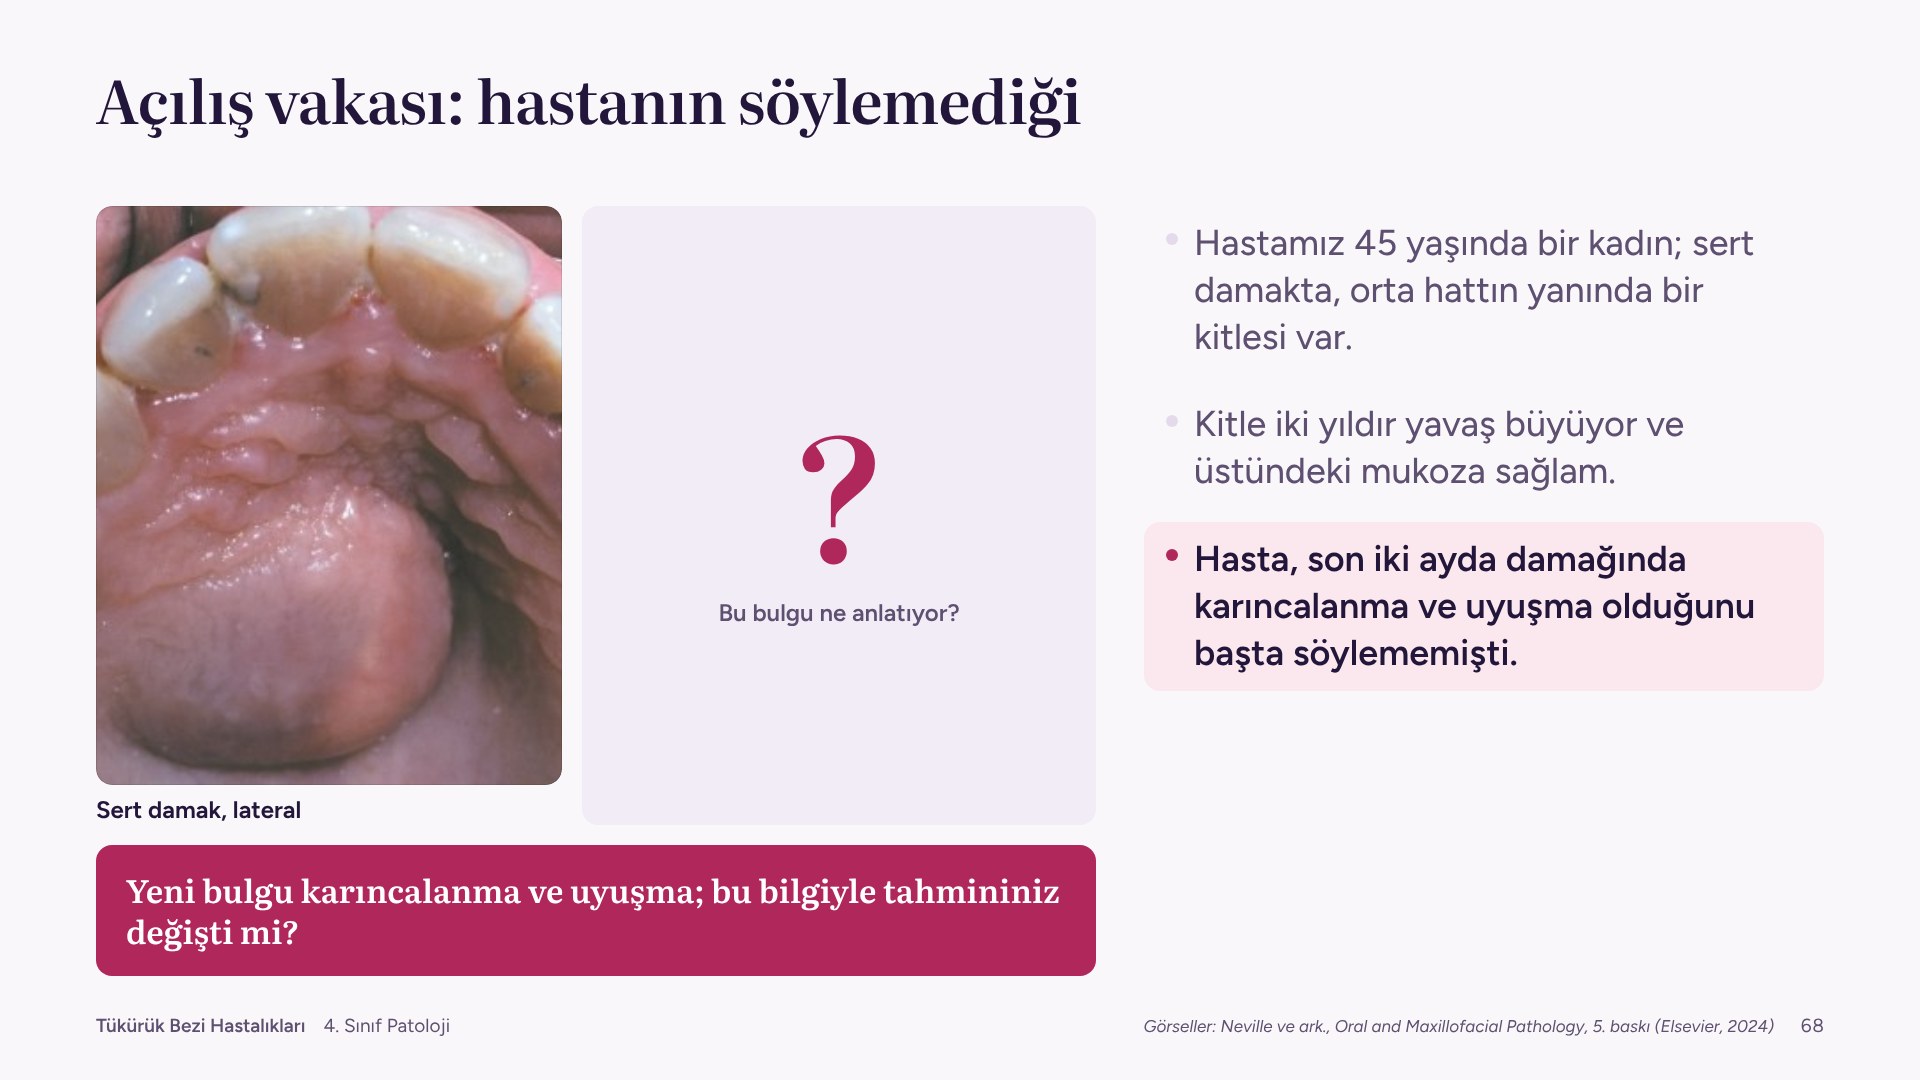 Açılış vakası: hastanın söylemediği
Sert damak, lateral
?
Bu bulgu ne anlatıyor?
Yeni bulgu karıncalanma ve uyuşma; bu bilgiyle tahmininiz
değişti mi?
Hastamız 45 yaşında bir kadın; sert
damakta, orta hattın yanında bir
kitlesi var.
Kitle iki yıldır yavaş büyüyor ve
üstündeki mukoza sağlam.
Hasta, son iki ayda damağında
karıncalanma ve uyuşma olduğunu
başta söylememişti.
Tükürük Bezi Hastalıkları 4. Sınıf Patoloji
Görseller: Neville ve ark., Oral and Maxillofacial Pathology, 5. baskı (Elsevier, 2024) 68